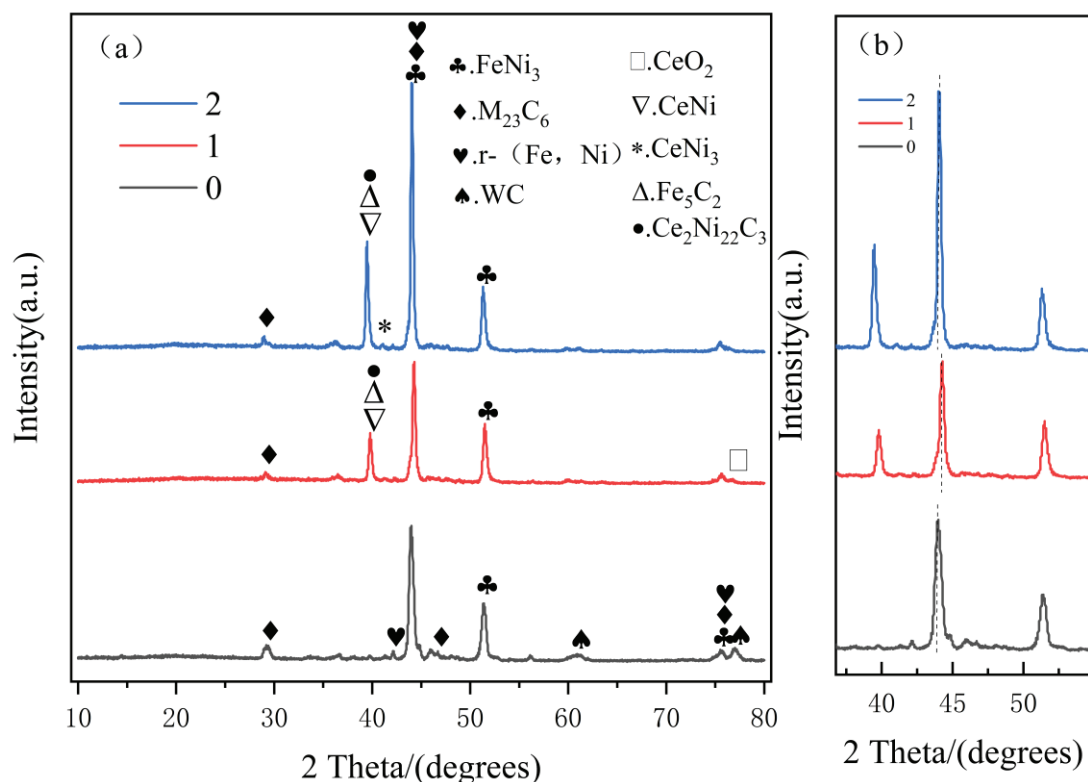 (a)
2
1
0
♣.FeNi₃
♦.M₂₃C₆
♥.r-（Fe，Ni）
♠.WC
□.CeO₂
∇.CeNi
*.CeNi₃
Δ.Fe₅C₂
●.Ce₂Ni₂₂C₃
♥
♦
♣
●
Δ
∇
♦
*
♣
●
Δ
∇
♦
♣
□
♦
♥
♦
♣
♠
♥
♦
♣♠
Intensity(a.u.)
10 20 30 40 50 60 70 80
2 Theta/(degrees)
(b)
2
1
0
Intensity(a.u.)
40 45 50
2 Theta/(degrees)